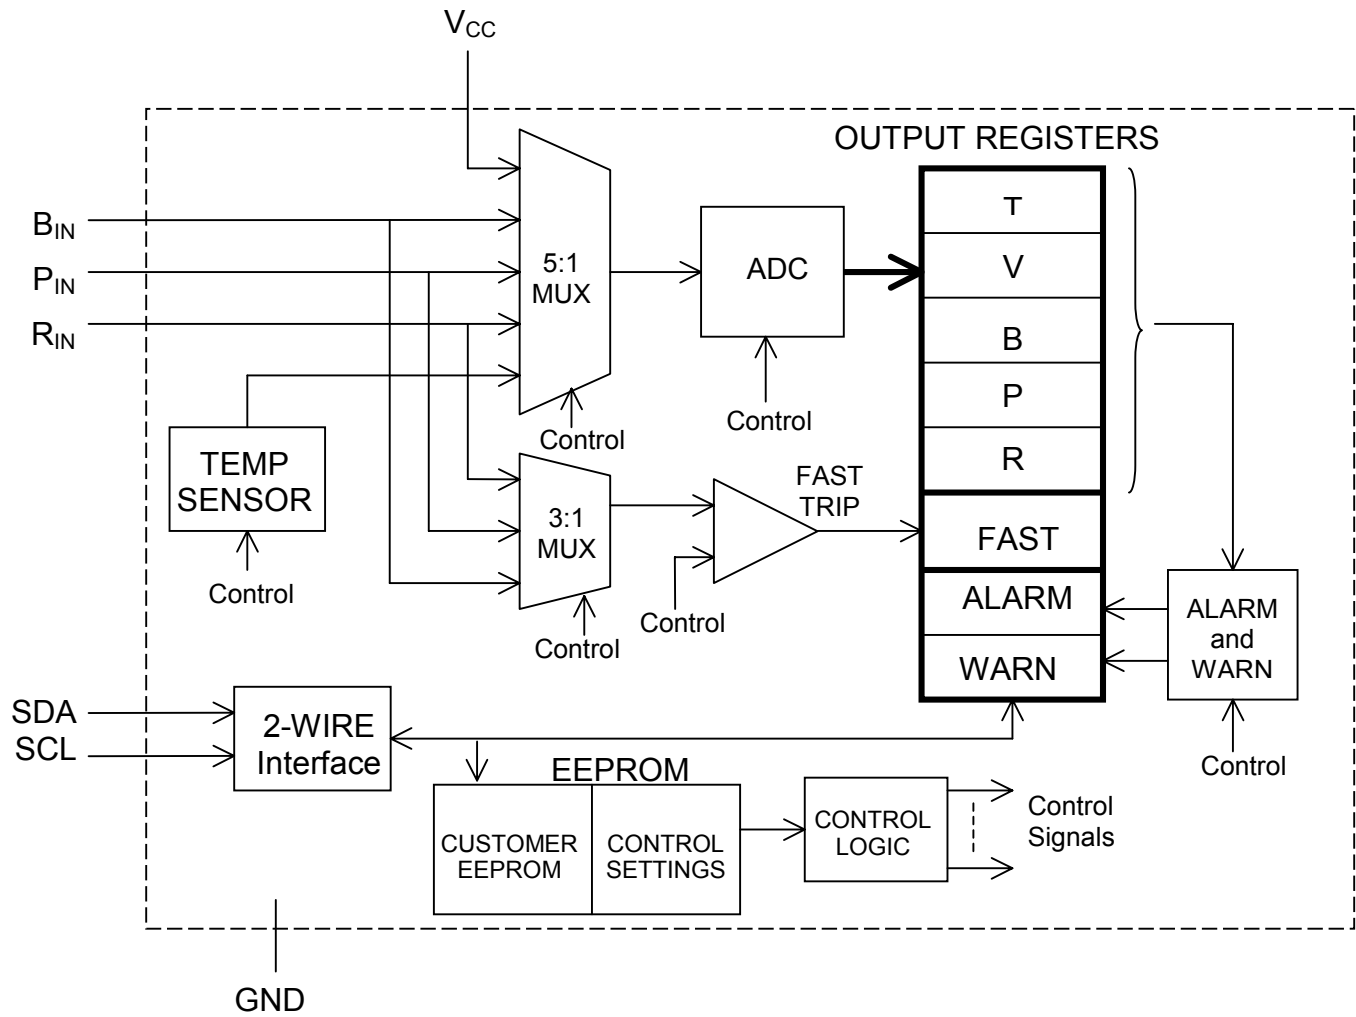 VCC
OUTPUT REGISTERS
BIN
PIN
RIN
5:1
MUX
ADC
T
V
B
P
R
Control
Control
TEMP
SENSOR
Control
3:1
MUX
FAST
TRIP
Control
Control
FAST
ALARM
WARN
ALARM
and
WARN
Control
SDA
SCL
2-WIRE
Interface
EEPROM
CUSTOMER
EEPROM
CONTROL
SETTINGS
CONTROL
LOGIC
Control
Signals
GND